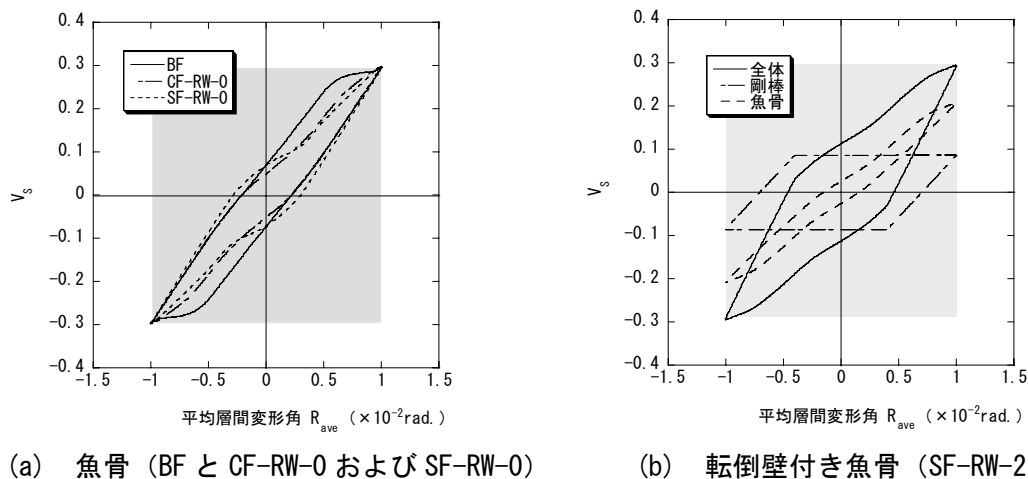 0.4
0.3
0.2
0.1
0
-0.1
-0.2
-0.3
-0.4
V_S
BF
CF-RW-0
SF-RW-0
-1.5 -1 -0.5 0 0.5 1 1.5
平均層間変形角 R_ave (×10^-2 rad.)
(a) 魚骨（BF と CF-RW-0 および SF-RW-0）
0.4
0.3
0.2
0.1
0
-0.1
-0.2
-0.3
-0.4
V_S
全体
剛棒
魚骨
-1.5 -1 -0.5 0 0.5 1 1.5
平均層間変形角 R_ave (×10^-2 rad.)
(b) 転倒壁付き魚骨（SF-RW-2